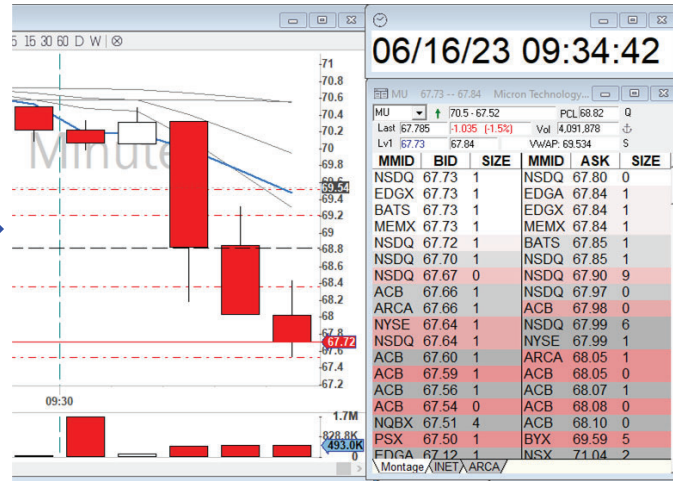 5 15 30 60 D W
Minute
71
70.8
70.6
70.4
70.2
70
69.8
69.6
69.54
69.4
69.2
69
68.8
68.6
68.4
68.2
68
67.8
67.72
67.6
67.4
67.2
09:30
1.7M
828.8K
493.0K
0
06/16/23 09:34:42
MU 67.73 -- 67.84 Micron Technology...
MU 70.5 - 67.52 PCL 68.82 Q
Last 67.785 -1.035 (-1.5%) Vol 4,091,878
Lv1 67.73 67.84 VWAP: 69.534 S
MMID BID SIZE MMID ASK SIZE
NSDQ 67.73 1 NSDQ 67.80 0
EDGX 67.73 1 EDGA 67.84 1
BATS 67.73 1 EDGX 67.84 1
MEMX 67.73 1 MEMX 67.84 1
NSDQ 67.72 1 BATS 67.85 1
NSDQ 67.70 1 NSDQ 67.85 1
NSDQ 67.67 0 NSDQ 67.90 9
ACB 67.66 1 NSDQ 67.97 0
ARCA 67.66 1 ACB 67.98 0
NYSE 67.64 1 NSDQ 67.99 6
NSDQ 67.64 1 NYSE 67.99 1
ACB 67.60 1 ARCA 68.05 1
ACB 67.59 1 ACB 68.05 0
ACB 67.56 1 ACB 68.07 1
ACB 67.54 0 ACB 68.08 0
NQBX 67.51 4 ACB 68.10 0
PSX 67.50 1 BYX 69.59 5
EDGA 67.12 1 NSX 71.04 2
Montage INET ARCA